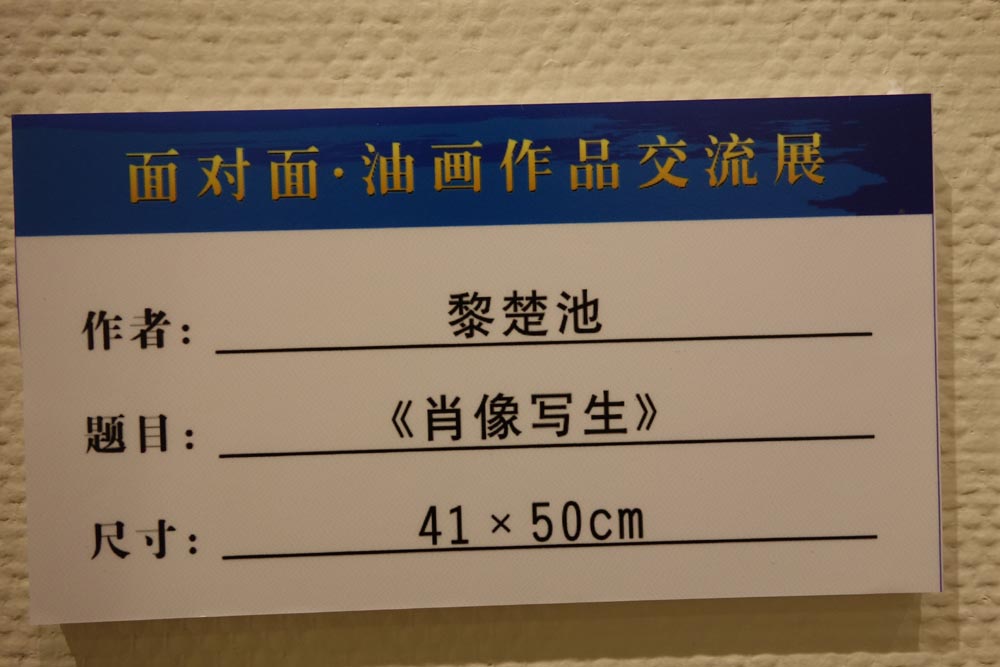 面对面·油画作品交流展
作者: 黎楚池
题目: 《肖像写生》
尺寸: 41×50cm